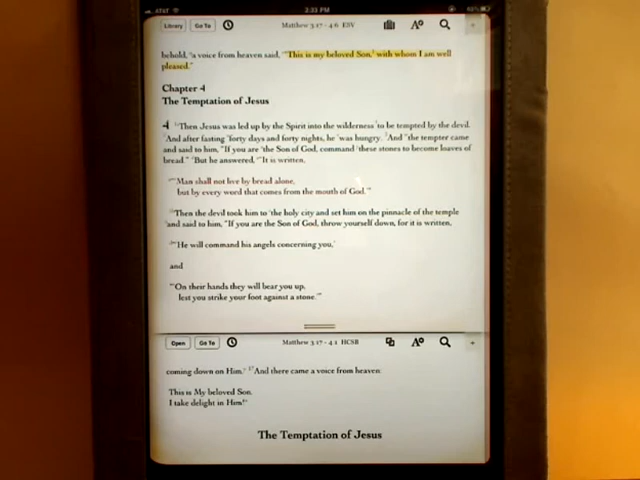 AT&T 2:33 PM
Library Go To Matthew 3:17 - 4:6 ESV
behold, a voice from heaven said, "This is my beloved Son, with whom I am well
pleased."
Chapter 4
The Temptation of Jesus
4 Then Jesus was led up by the Spirit into the wilderness to be tempted by the devil.
And after fasting forty days and forty nights, he was hungry. And the tempter came
and said to him, "If you are the Son of God, command these stones to become loaves of
bread." But he answered, "It is written,
"Man shall not live by bread alone,
but by every word that comes from the mouth of God."
Then the devil took him to the holy city and set him on the pinnacle of the temple
and said to him, "If you are the Son of God, throw yourself down, for it is written,
"He will command his angels concerning you,'
and
"On their hands they will bear you up,
lest you strike your foot against a stone.'"
Open Go To Matthew 3:17 - 4:1 HCSB
coming down on Him. 17 And there came a voice from heaven:
This is My beloved Son.
I take delight in Him!
The Temptation of Jesus